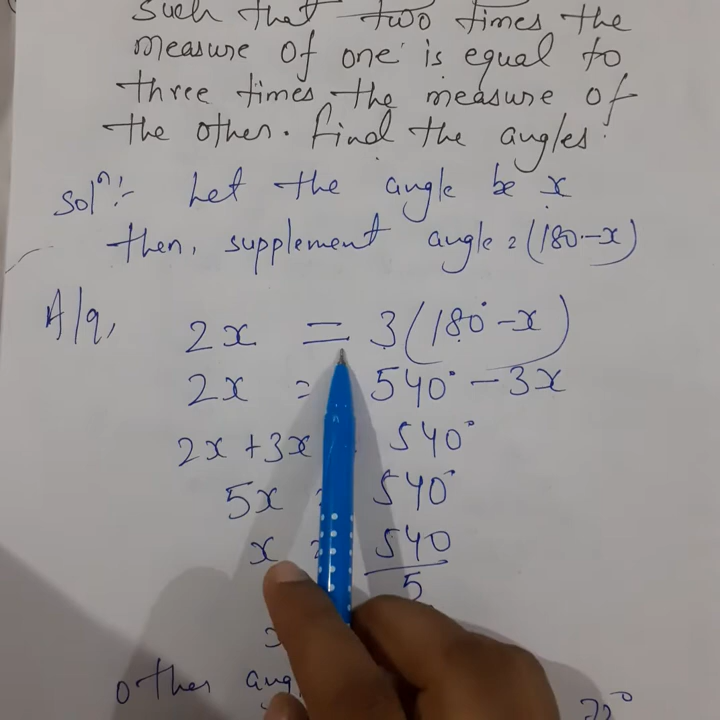 Such that two times the
measure of one is equal to
three times the measure of
the other. find the angles.
Solⁿ:- Let the angle be x
then, supplement angle = (180-x)
A/q,
2x = 3(180°-x)
2x = 540° - 3x
2x + 3x 540°
5x = 540°
x = 540/5
other ang
72°